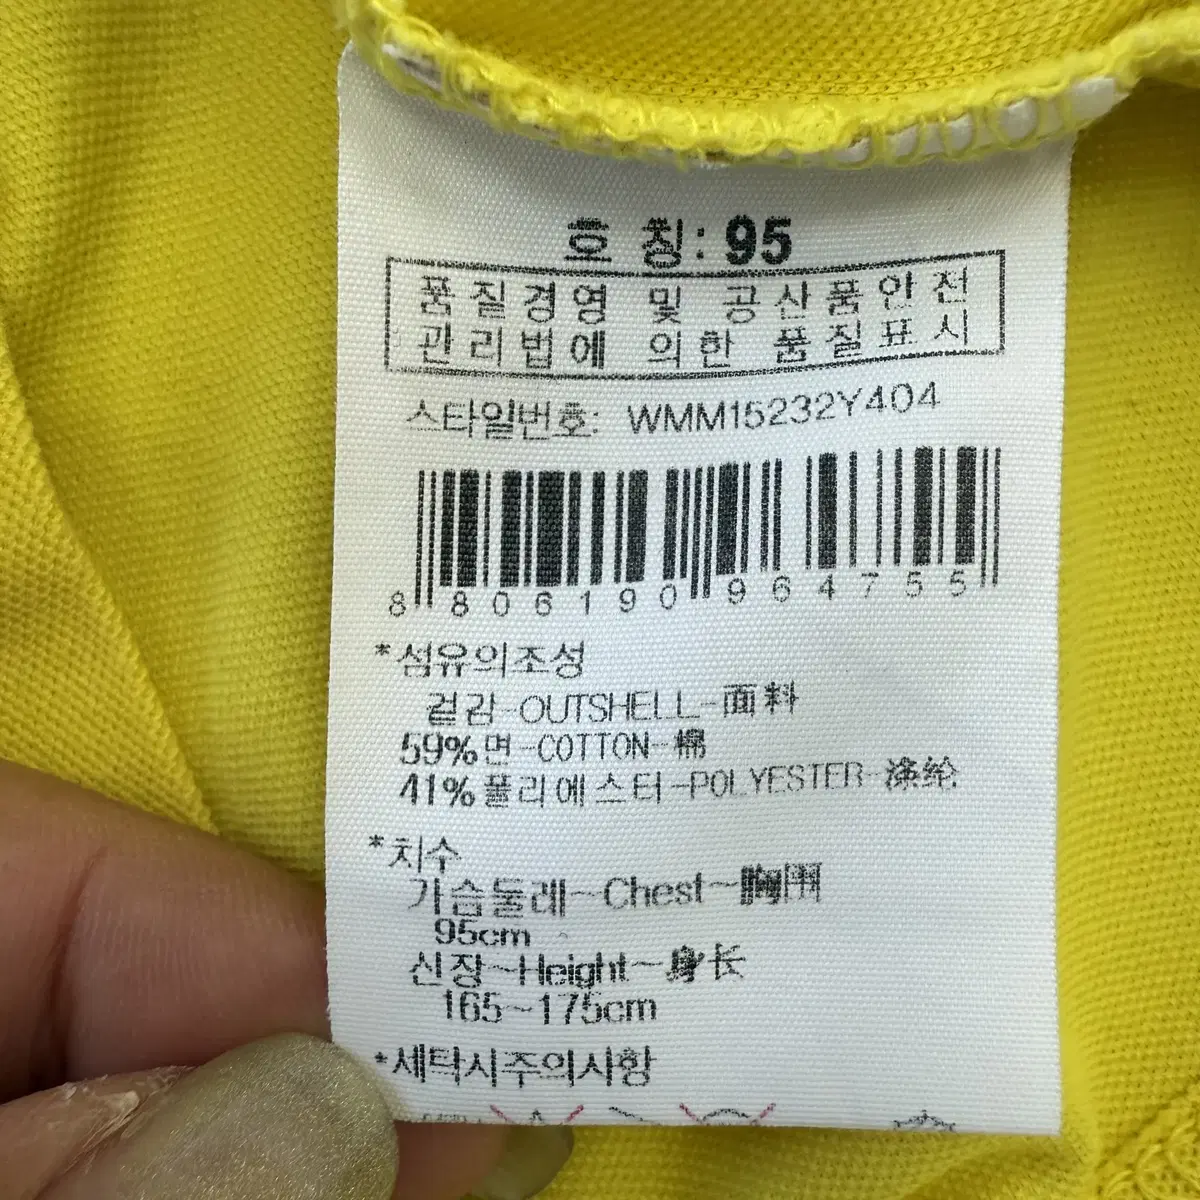 호 칭: 95
품질경영 및 공산품안전
관리법에 의한 품질표시
스타일번호: WMM15232Y404
8 806190 964755
*섬유의조성
겉감-OUTSHELL-面料
59%면-COTTON-棉
41%폴리에스터-POLYESTER-涤纶
*치수
가슴둘레~Chest~胸围
95cm
신장~Height~身长
165~175cm
*세탁시주의사항